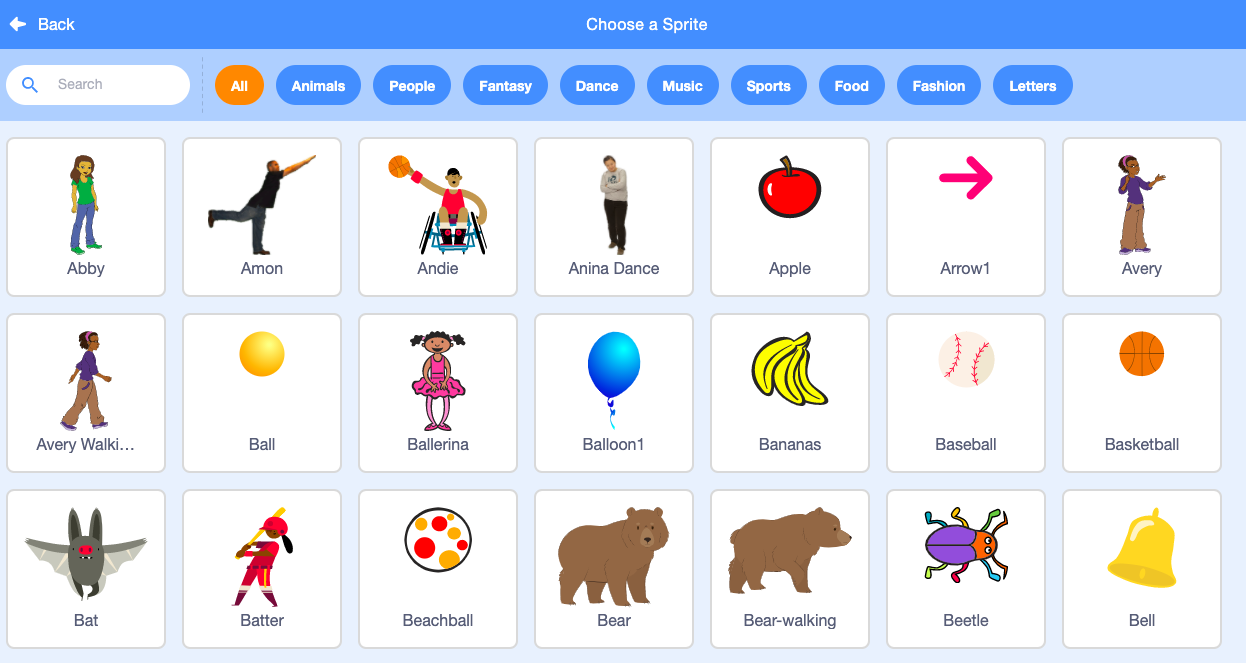 Back
Choose a Sprite
Search
All
Animals
People
Fantasy
Dance
Music
Sports
Food
Fashion
Letters
Abby
Amon
Andie
Anina Dance
Apple
Arrow1
Avery
Avery Walki...
Ball
Ballerina
Balloon1
Bananas
Baseball
Basketball
Bat
Batter
Beachball
Bear
Bear-walking
Beetle
Bell